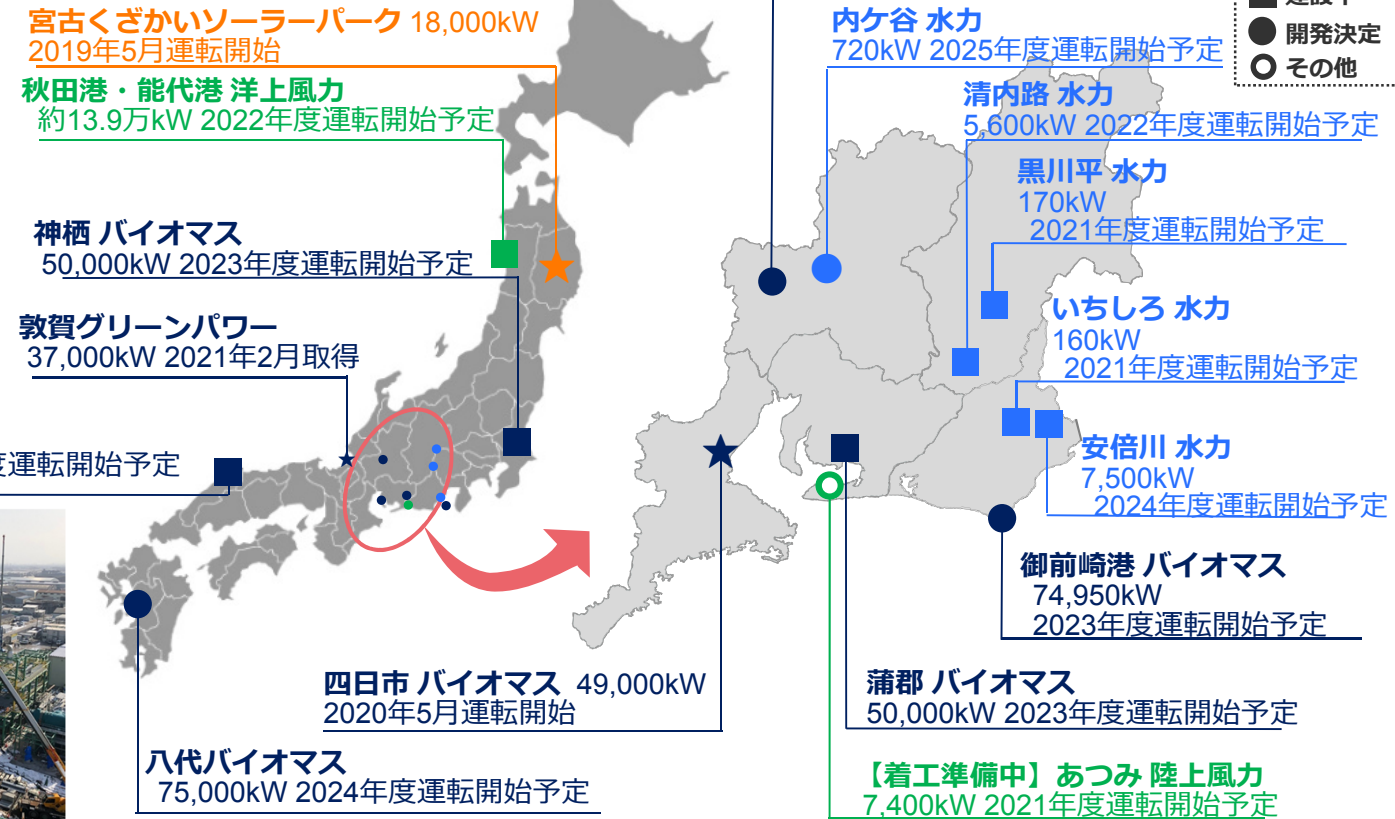 宮古くざかいソーラーパーク 18,000kW
2019年5月運転開始
秋田港・能代港 洋上風力
約13.9万kW 2022年度運転開始予定
神栖 バイオマス
50,000kW 2023年度運転開始予定
敦賀グリーンパワー
37,000kW 2021年2月取得
運転開始予定
四日市 バイオマス 49,000kW
2020年5月運転開始
八代バイオマス
75,000kW 2024年度運転開始予定
内ケ谷 水力
720kW 2025年度運転開始予定
開発決定
その他
清内路 水力
5,600kW 2022年度運転開始予定
黒川平 水力
170kW
2021年度運転開始予定
いちしろ 水力
160kW
2021年度運転開始予定
安倍川 水力
7,500kW
2024年度運転開始予定
御前崎港 バイオマス
74,950kW
2023年度運転開始予定
蒲郡 バイオマス
50,000kW 2023年度運転開始予定
【着工準備中】あつみ 陸上風力
7,400kW 2021年度運転開始予定